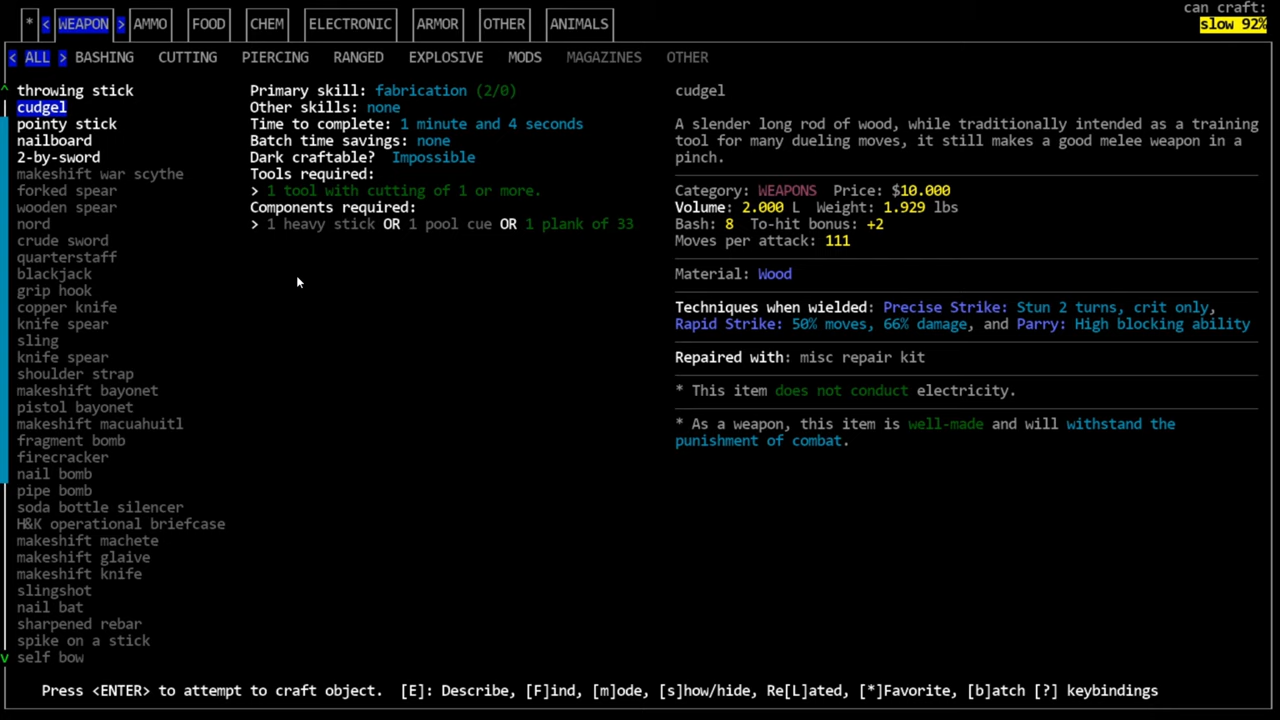 can craft:
* < WEAPON > AMMO FOOD CHEM ELECTRONIC ARMOR OTHER ANIMALS slow 92%
< ALL > BASHING CUTTING PIERCING RANGED EXPLOSIVE MODS MAGAZINES OTHER
^ throwing stick
cudgel
pointy stick
nailboard
2-by-sword
makeshift war scythe
forked spear
wooden spear
nord
crude sword
quarterstaff
blackjack
grip hook
copper knife
knife spear
sling
knife spear
shoulder strap
makeshift bayonet
pistol bayonet
makeshift macuahuitl
fragment bomb
firecracker
nail bomb
pipe bomb
soda bottle silencer
H&K operational briefcase
makeshift machete
makeshift glaive
makeshift knife
slingshot
nail bat
sharpened rebar
spike on a stick
v self bow
Primary skill: fabrication (2/0)
Other skills: none
Time to complete: 1 minute and 4 seconds
Batch time savings: none
Dark craftable? Impossible
Tools required:
> 1 tool with cutting of 1 or more.
Components required:
> 1 heavy stick OR 1 pool cue OR 1 plank of 33
cudgel
A slender long rod of wood, while traditionally intended as a training
tool for many dueling moves, it still makes a good melee weapon in a
pinch.
Category: WEAPONS Price: $10.000
Volume: 2.000 L Weight: 1.929 lbs
Bash: 8 To-hit bonus: +2
Moves per attack: 111
Material: Wood
Techniques when wielded: Precise Strike: Stun 2 turns, crit only,
Rapid Strike: 50% moves, 66% damage, and Parry: High blocking ability
Repaired with: misc repair kit
* This item does not conduct electricity.
* As a weapon, this item is well-made and will withstand the
punishment of combat.
Press <ENTER> to attempt to craft object. [E]: Describe, [F]ind, [m]ode, [s]how/hide, Re[L]ated, [*]Favorite, [b]atch [?] keybindings